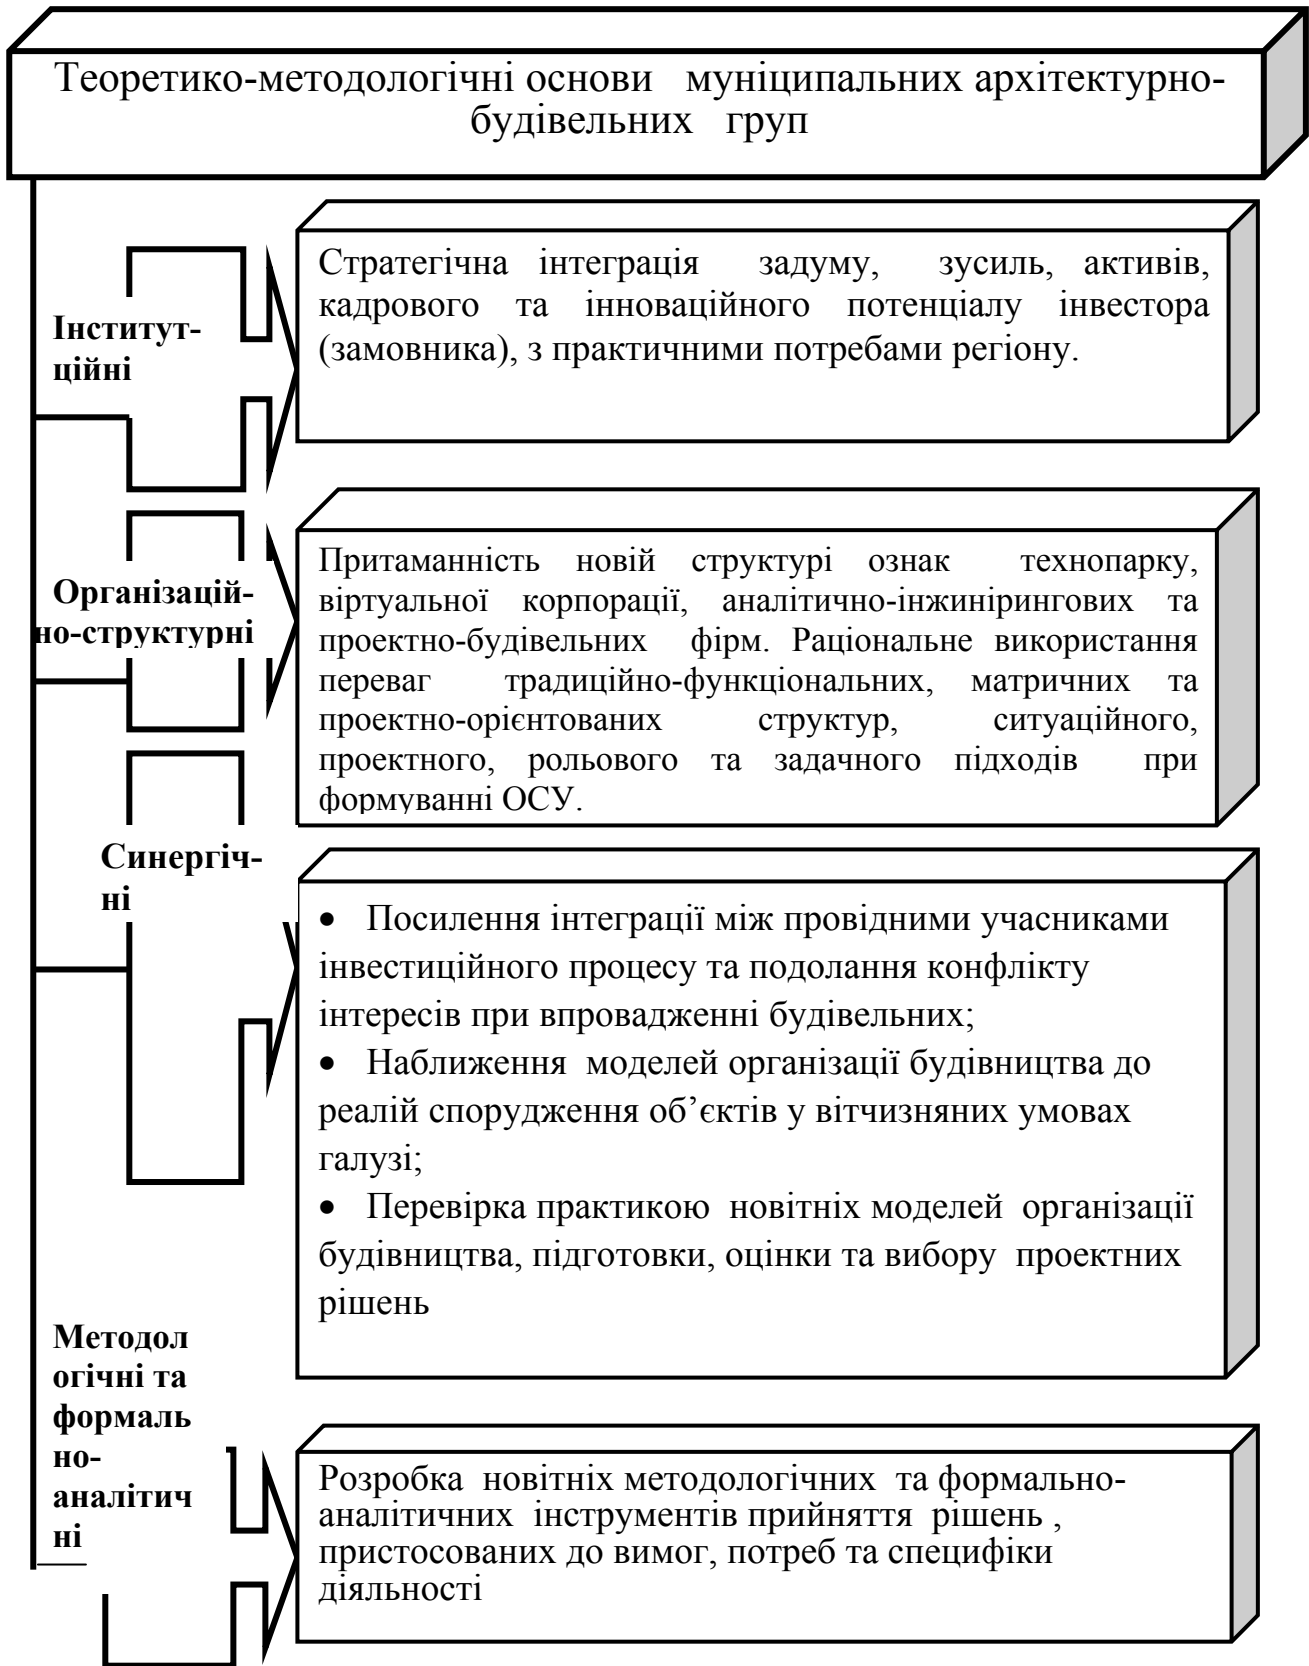 Теоретико-методологічні основи муніципальних архітектурно-
будівельних груп
Інститут-
ційні
Стратегічна інтеграція задуму, зусиль, активів,
кадрового та інноваційного потенціалу інвестора
(замовника), з практичними потребами регіону.
Організацій-
но-структурні
Притаманність новій структурі ознак технопарку,
віртуальної корпорації, аналітично-інжинірингових та
проектно-будівельних фірм. Раціональне використання
переваг традиційно-функціональних, матричних та
проектно-орієнтованих структур, ситуаційного,
проектного, рольового та задачного підходів при
формуванні ОСУ.
Синергіч-
ні
• Посилення інтеграції між провідними учасниками
інвестиційного процесу та подолання конфлікту
інтересів при впровадженні будівельних;
• Наближення моделей організації будівництва до
реалій спорудження об’єктів у вітчизняних умовах
галузі;
• Перевірка практикою новітніх моделей організації
будівництва, підготовки, оцінки та вибору проектних
рішень
Методол
огічні та
формаль
но-
аналітич
ні
Розробка новітніх методологічних та формально-
аналітичних інструментів прийняття рішень ,
пристосованих до вимог, потреб та специфіки
діяльності